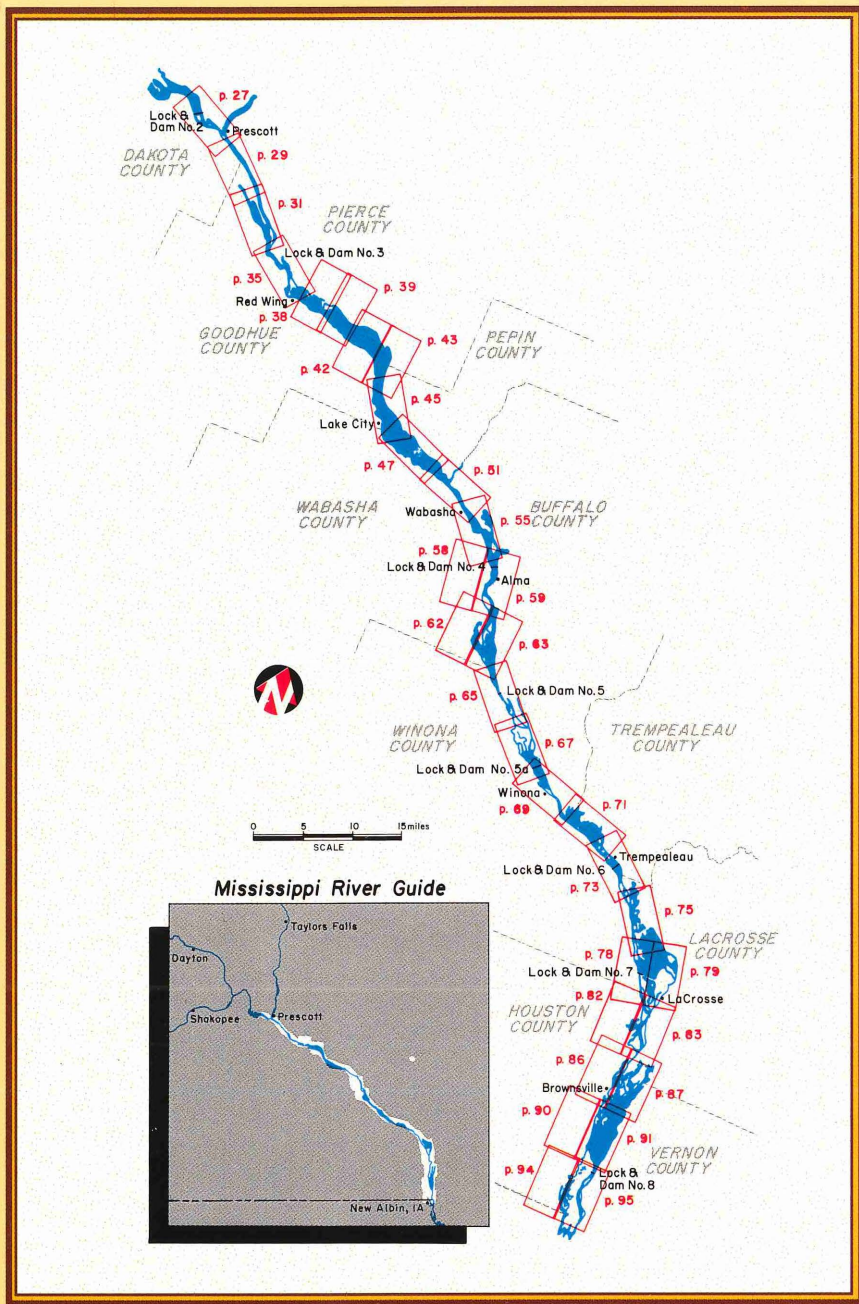 p. 27
Lock &
Dam No. 2
Prescott
p. 29
DAKOTA
COUNTY
p. 31
PIERCE
COUNTY
Lock & Dam No. 3
p. 35
p. 39
Red Wing
p. 38
GOODHUE
COUNTY
p. 43
PEPIN
COUNTY
p. 42
p. 45
Lake City
p. 47
p. 51
WABASHA
COUNTY
Wabasha
p. 55
BUFFALO
COUNTY
p. 58
Lock & Dam No. 4
Alma
p. 59
p. 62
p. 63
p. 65
Lock & Dam No. 5
WINONA
COUNTY
p. 67
TREMPEALEAU
COUNTY
Lock & Dam No. 5a
Winona
p. 69
p. 71
0 5 10 15 miles
SCALE
Trempealeau
Lock & Dam No. 6
p. 73
p. 75
Mississippi River Guide
Taylors Falls
Dayton
Shakopee
Prescott
New Albin, IA
LACROSSE
COUNTY
p. 78
Lock & Dam No. 7
p. 79
p. 82
LaCrosse
HOUSTON
COUNTY
p. 83
p. 86
Brownsville
p. 87
p. 90
p. 91
VERNON
COUNTY
p. 94
Lock &
Dam No. 8
p. 95